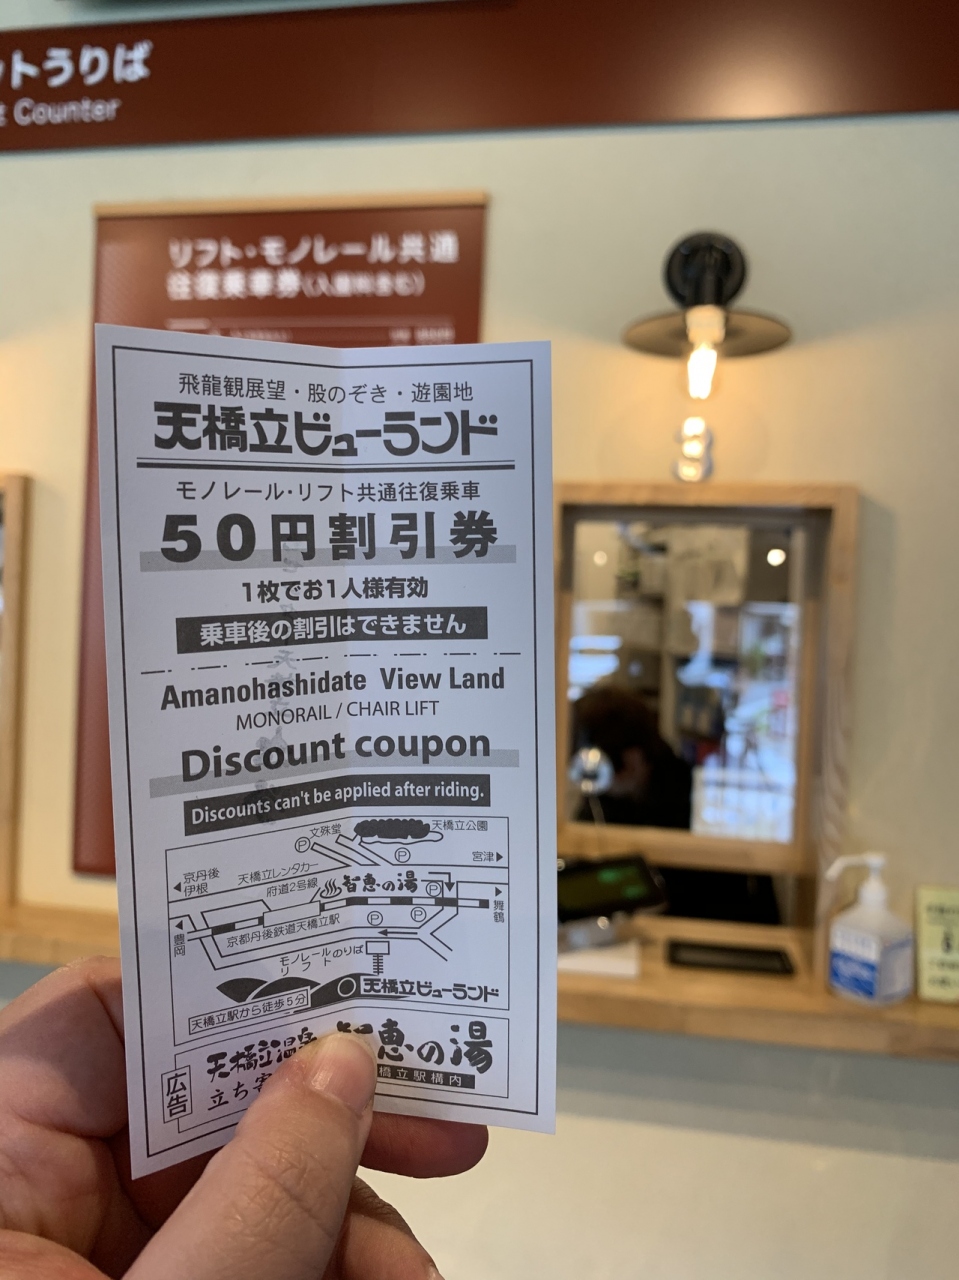 ットうりば
t Counter
リフト・モノレール共通
往復乗車券(入園料含む)
飛龍観展望・股のぞき・遊園地
天橋立ビューランド
モノレール・リフト共通往復乗車
50円割引券
1枚でお1人様有効
乗車後の割引はできません
Amanohashidate View Land
MONORAIL / CHAIR LIFT
Discount coupon
Discounts can't be applied after riding.
文殊堂
天橋立公園
P
P
宮津
京丹後
伊根
天橋立レンタカー
府道2号線
智恵の湯
P
舞鶴
豊岡
京都丹後鉄道天橋立駅
P
P
モノレール
リフトのりば
天橋立ビューランド
天橋立駅から徒歩5分
広告
天橋立温泉
智恵の湯
立ち寄
橋立駅構内